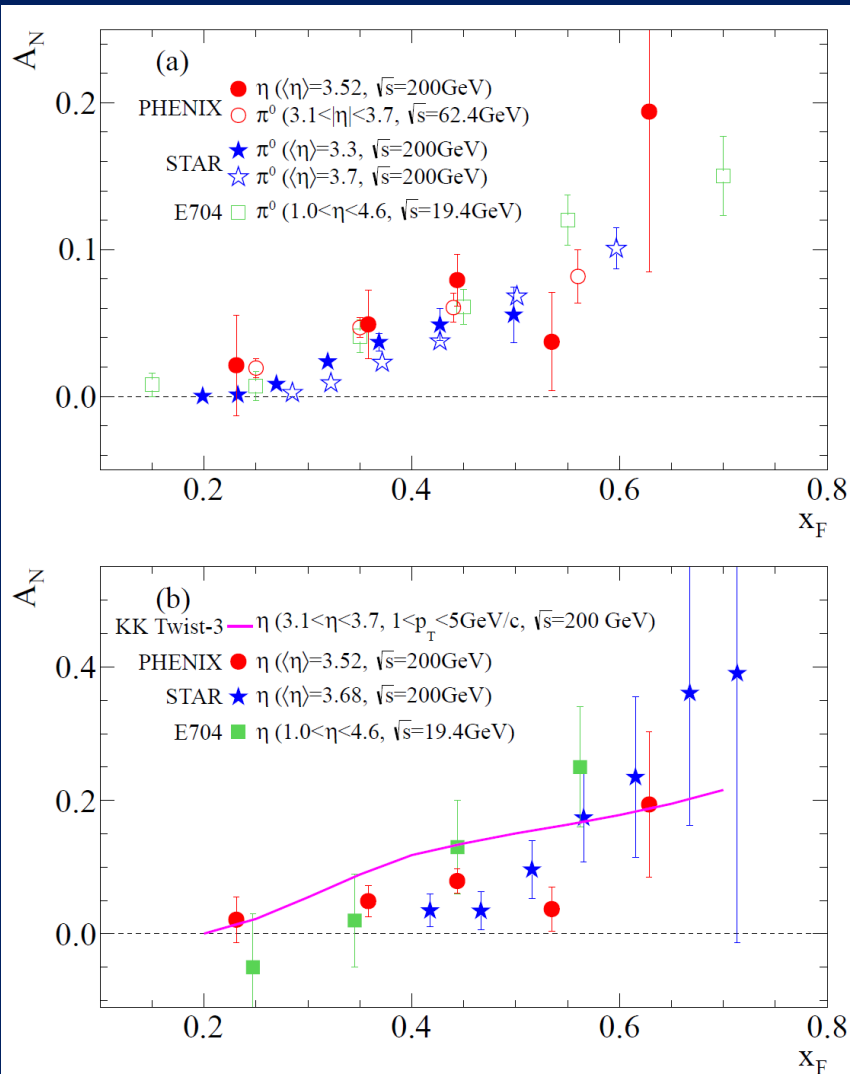 A_N
(a)
η (⟨η⟩=3.52, √s=200GeV)
PHENIX
π⁰ (3.1<|η|<3.7, √s=62.4GeV)
π⁰ (⟨η⟩=3.3, √s=200GeV)
STAR
π⁰ (⟨η⟩=3.7, √s=200GeV)
E704 π⁰ (1.0<η<4.6, √s=19.4GeV)
0.2
0.1
0.0
0.2 0.4 0.6 0.8
x_F
A_N
(b)
KK Twist-3 η (3.1<η<3.7, 1<p_T<5GeV/c, √s=200 GeV)
PHENIX η (⟨η⟩=3.52, √s=200GeV)
STAR η (⟨η⟩=3.68, √s=200GeV)
E704 η (1.0<η<4.6, √s=19.4GeV)
0.4
0.2
0.0
0.2 0.4 0.6 0.8
x_F